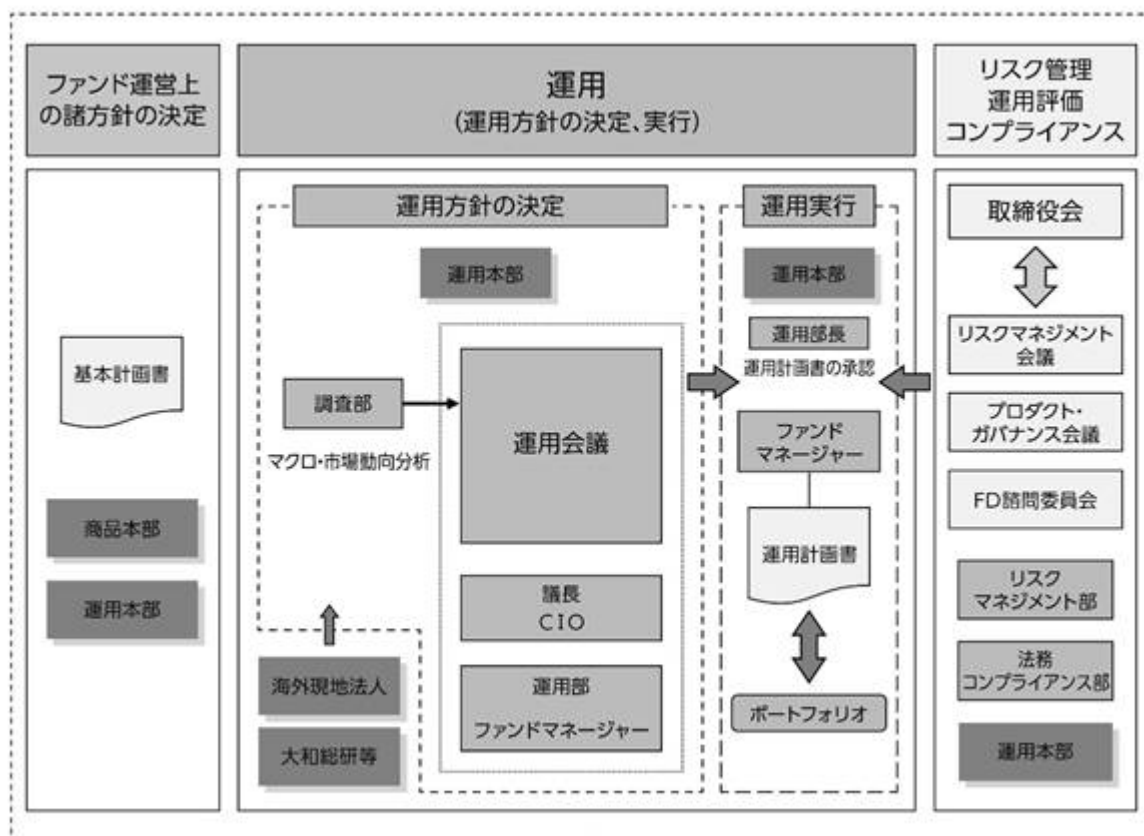 ファンド運営上
の諸方針の決定
運用
(運用方針の決定、実行)
リスク管理
運用評価
コンプライアンス
基本計画書
商品本部
運用本部
運用方針の決定
運用本部
調査部
マクロ・市場動向分析
運用会議
議長
CIO
運用部
ファンドマネージャー
海外現地法人
大和総研等
運用実行
運用本部
運用部長
運用計画書の承認
ファンド
マネージャー
運用計画書
ポートフォリオ
取締役会
リスクマネジメント
会議
プロダクト・
ガバナンス会議
FD諮問委員会
リスク
マネジメント部
法務
コンプライアンス部
運用本部